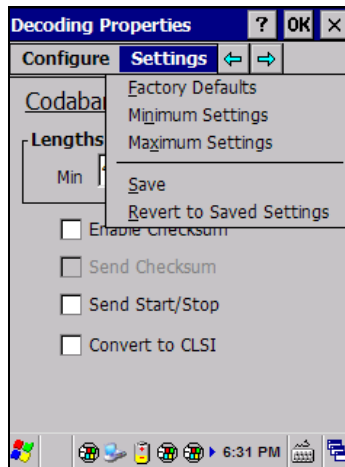 Decoding Properties ? OK ×
Configure Settings
Factory Defaults
Minimum Settings
Maximum Settings
Save
Revert to Saved Settings
Lengths
Min
Enable Checksum
Send Checksum
Send Start/Stop
Convert to CLSI
6:31 PM